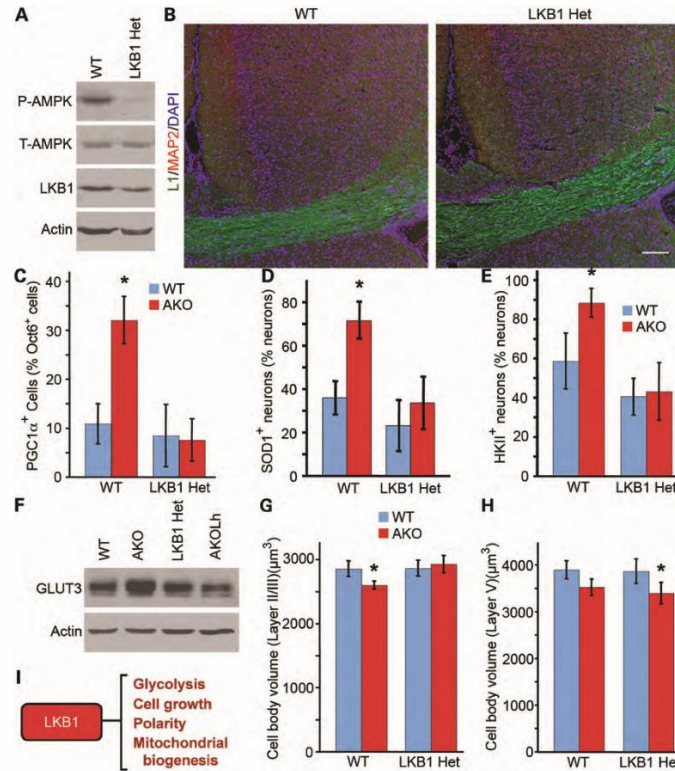 A
WT
LKB1 Het
P-AMPK
T-AMPK
LKB1
Actin
B
WT
LKB1 Het
L1/MAP2/DAPI
C
PGC1α+ Cells (% Oct6+ cells)
40
30
20
10
0
*
WT
AKO
WT
LKB1 Het
D
SOD1+ neurons (% neurons)
80
60
40
20
0
*
WT
LKB1 Het
E
HKII+ neurons (% neurons)
100
80
60
40
20
0
*
WT
AKO
WT
LKB1 Het
F
WT
AKO
LKB1 Het
AKOLh
GLUT3
Actin
G
WT
AKO
Cell body volume (Layer II/III)(µm³)
3000
2000
1000
0
*
WT
LKB1 Het
H
Cell body volume (Layer V)(µm³)
4000
3000
2000
1000
0
*
WT
LKB1 Het
I
LKB1
Glycolysis
Cell growth
Polarity
Mitochondrial
biogenesis